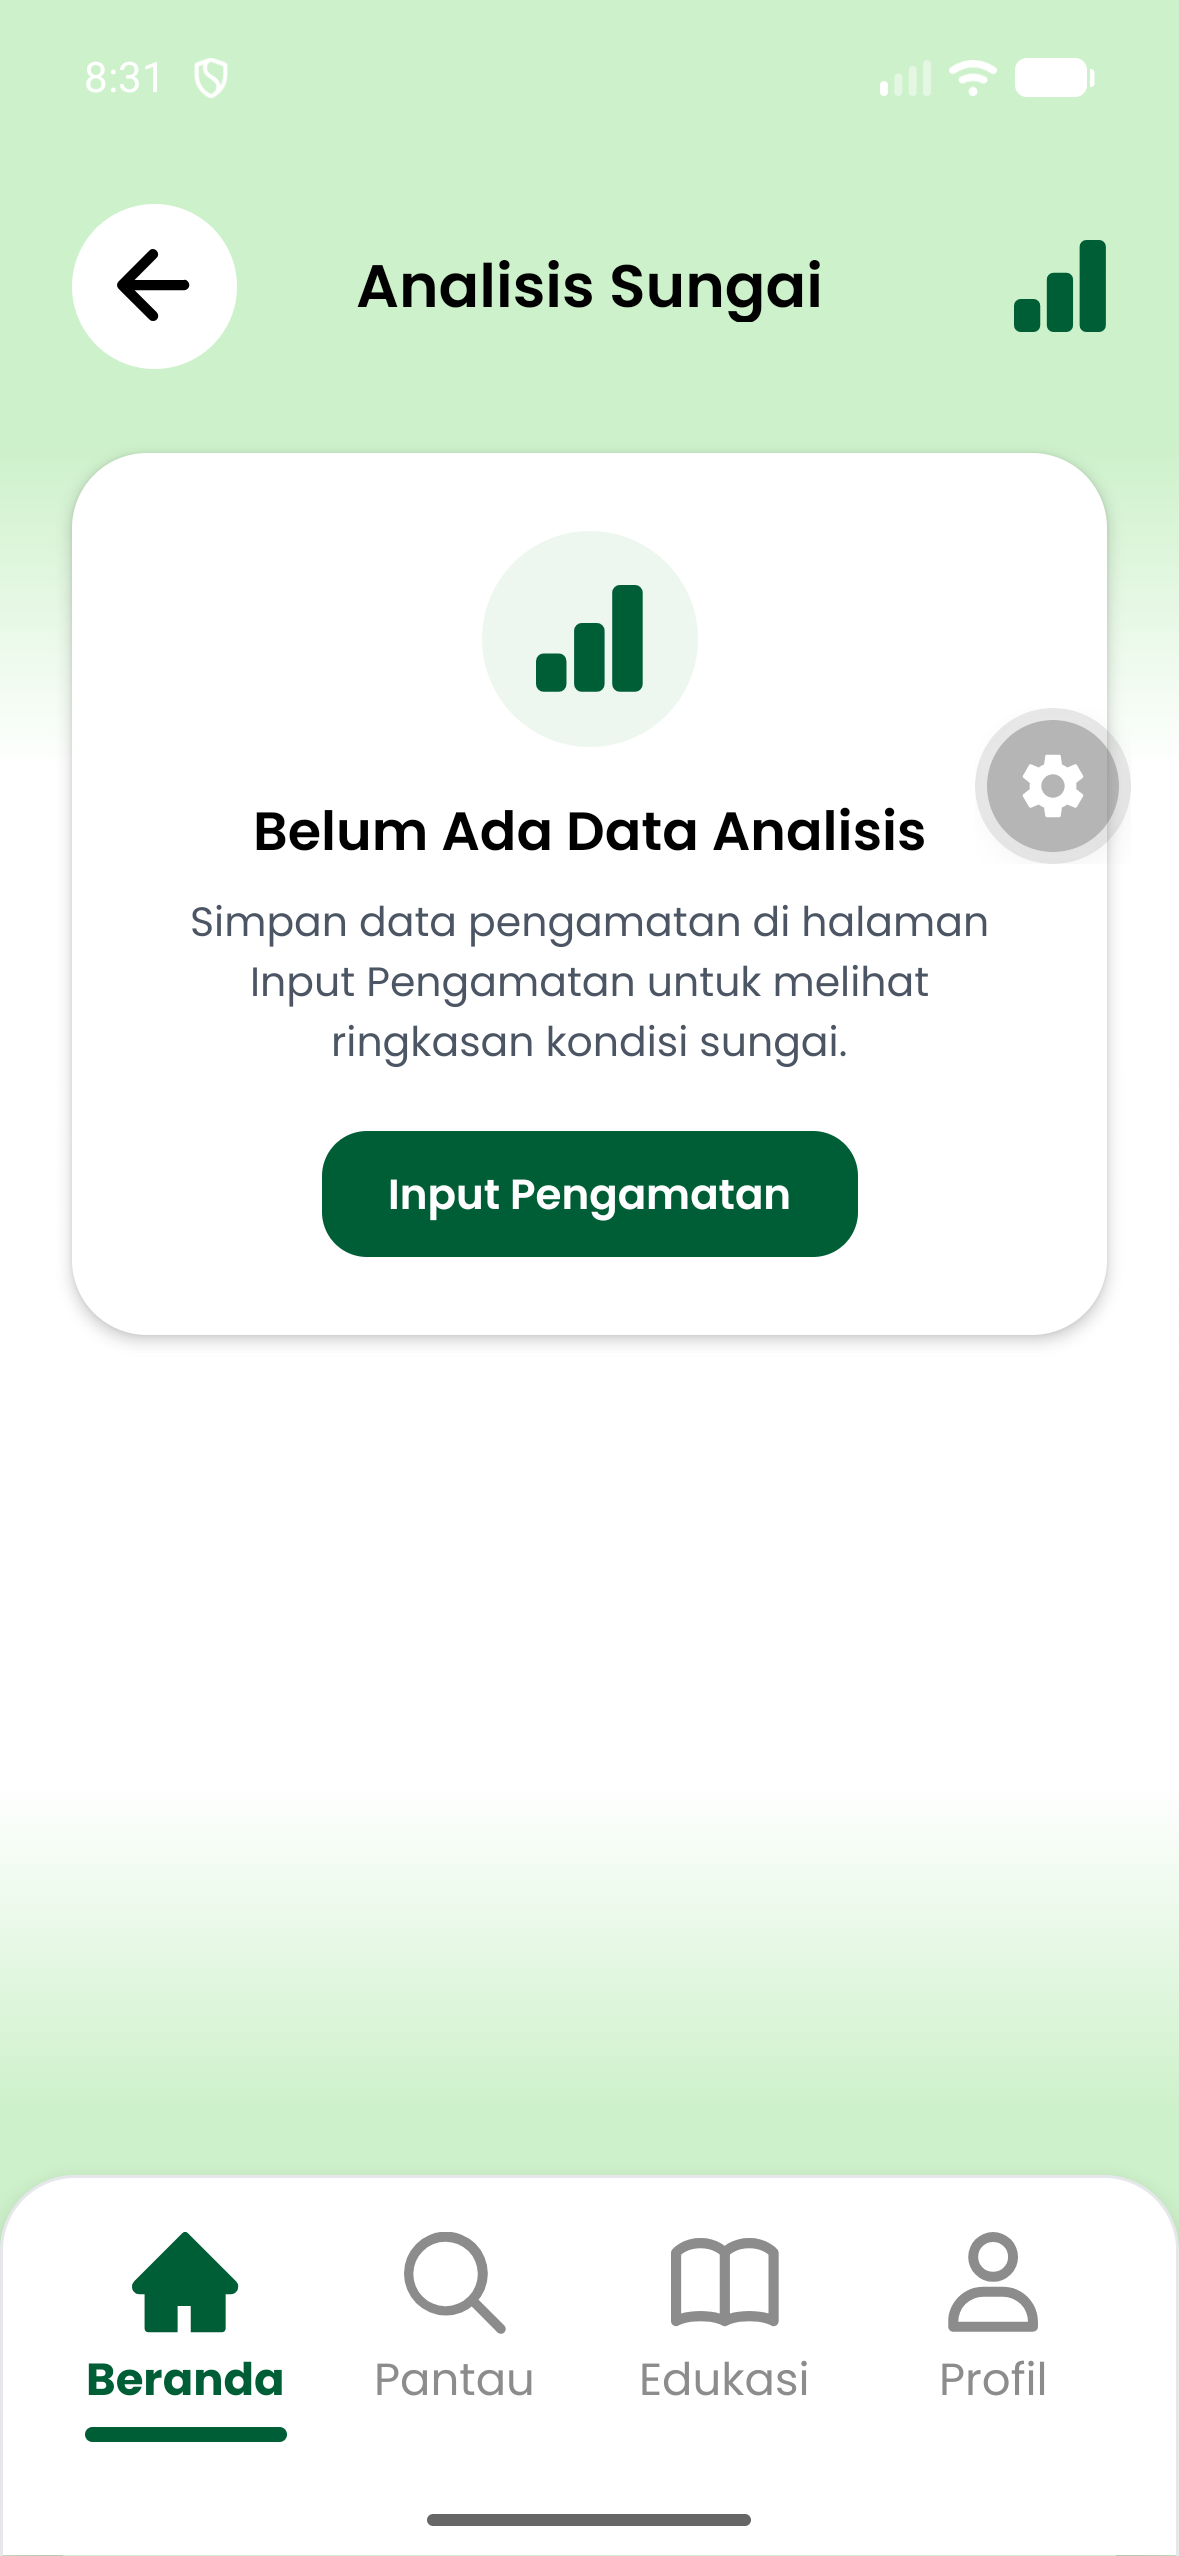 8:31
Analisis Sungai
Belum Ada Data Analisis
Simpan data pengamatan di halaman
Input Pengamatan untuk melihat
ringkasan kondisi sungai.
Input Pengamatan
Beranda
Pantau
Edukasi
Profil